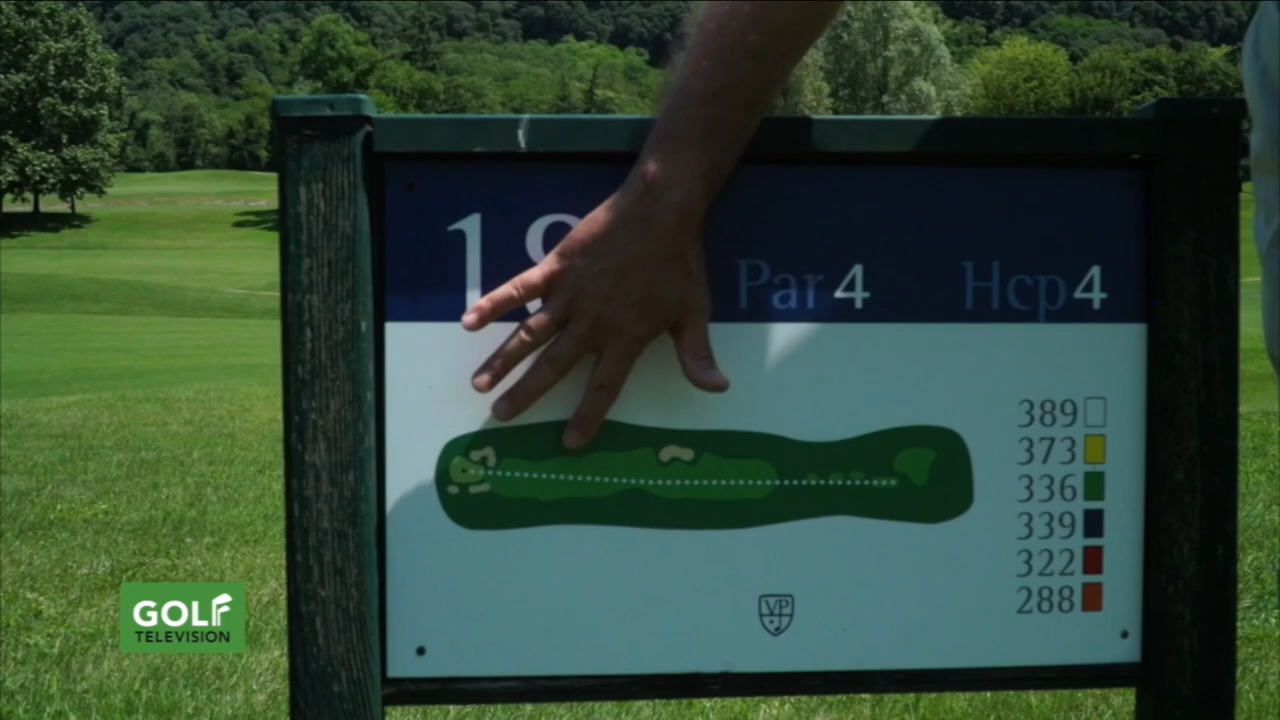 Par 4
Hcp 4
389
373
336
339
322
288
VP
GOLF
TELEVISION